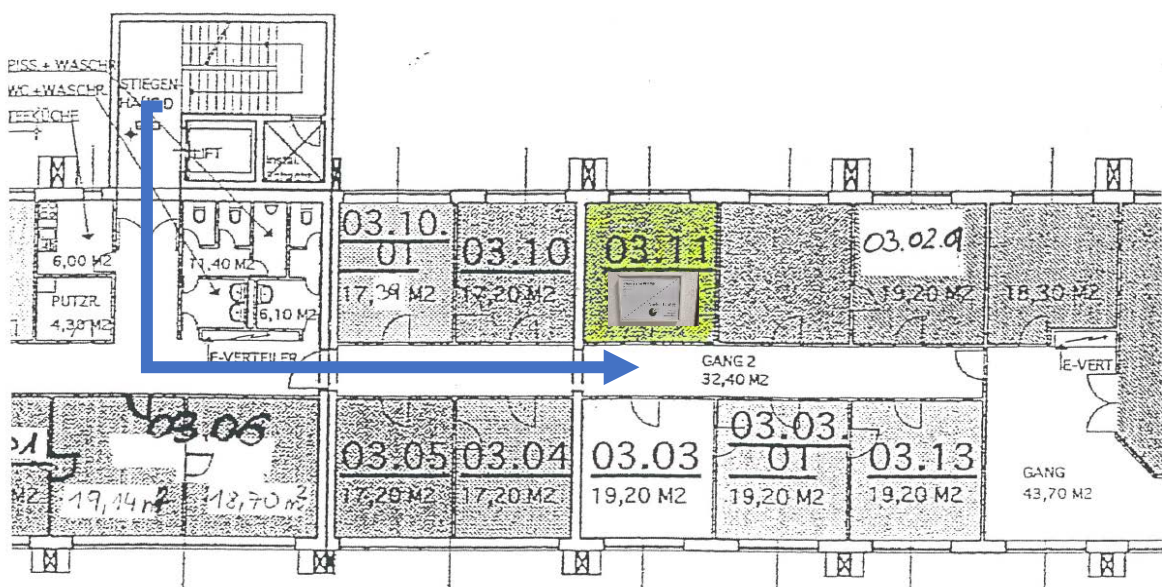 PISS.+ WASCHR
WC+WASCHR
TEEKÜCHE
STIEGEN
HAUS D
LIFT
6,00 M2
PUTZR.
4,30 M2
11,40 M2
6,10 M2
E-VERTEILER
03.10.
01
17,39 M2
03.10
17,20 M2
03.11
03.02.01
19,20 M2
18,30 M2
GANG 2
32,40 M2
E-VERT
03.06
19,14 m²
18,70 m²
03.05
17,20 M2
03.04
17,20 M2
03.03
19,20 M2
03.03.
01
19,20 M2
03.13
19,20 M2
GANG
43,70 M2